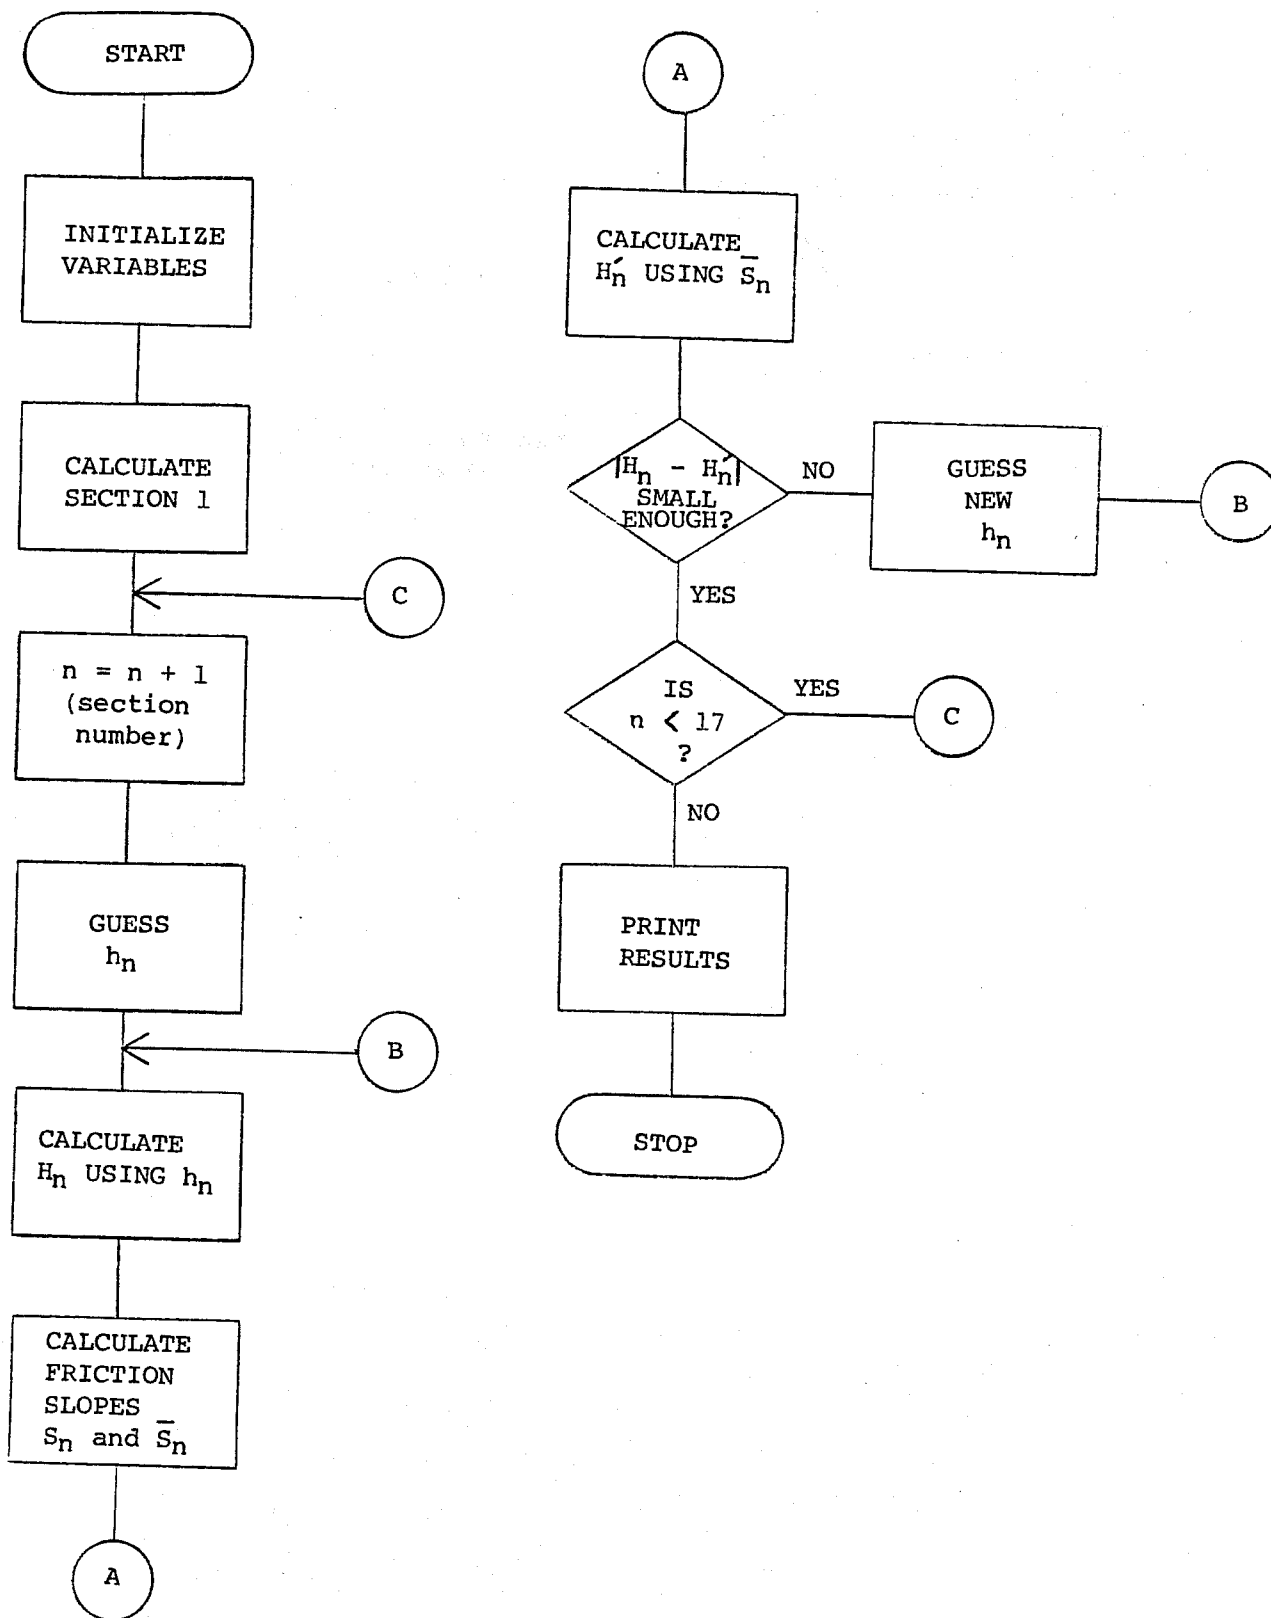 START
INITIALIZE
VARIABLES
CALCULATE
SECTION 1
C
n = n + 1
(section
number)
GUESS
hn
B
CALCULATE
Hn USING hn
CALCULATE
FRICTION
SLOPES
Sn and S̄n
A
A
CALCULATE
H′n USING S̄n
|Hn - H′n|
SMALL
ENOUGH?
NO
GUESS
NEW
hn
B
YES
IS
n < 17
?
YES
C
NO
PRINT
RESULTS
STOP